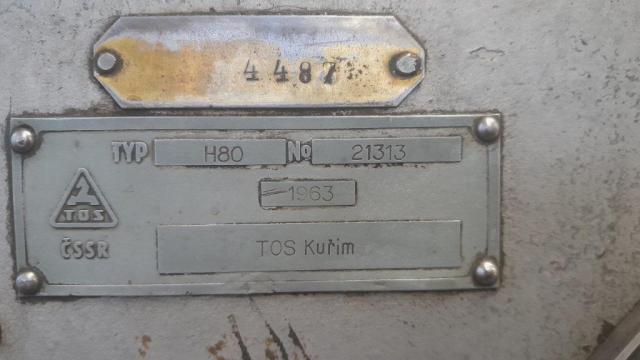 4487
TYP H80 No 21313
1963
TOS
ČSSR
TOS Kuřim